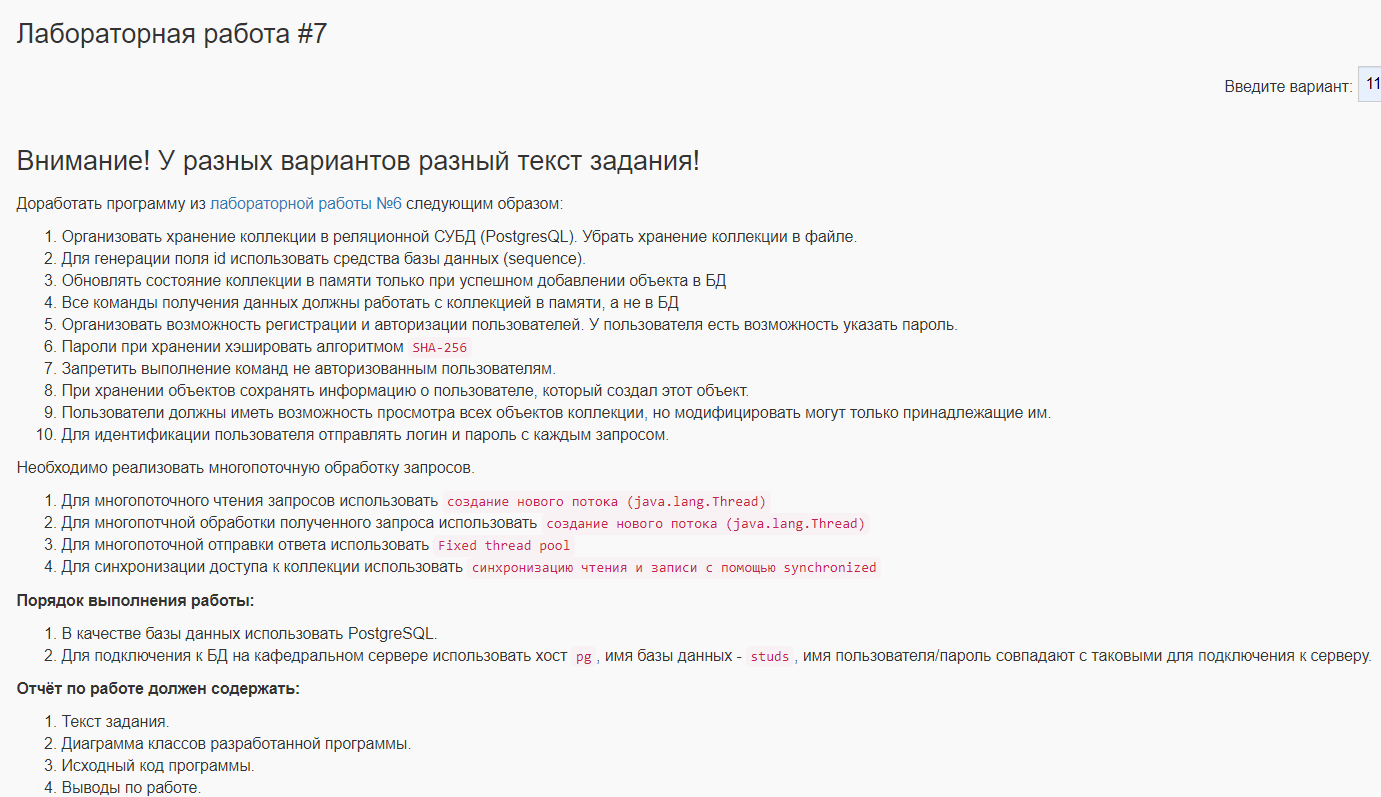 Лабораторная работа #7
Введите вариант: 11
Внимание! У разных вариантов разный текст задания!
Доработать программу из лабораторной работы №6 следующим образом:
1. Организовать хранение коллекции в реляционной СУБД (PostgresQL). Убрать хранение коллекции в файле.
2. Для генерации поля id использовать средства базы данных (sequence).
3. Обновлять состояние коллекции в памяти только при успешном добавлении объекта в БД
4. Все команды получения данных должны работать с коллекцией в памяти, а не в БД
5. Организовать возможность регистрации и авторизации пользователей. У пользователя есть возможность указать пароль.
6. Пароли при хранении хэшировать алгоритмом SHA-256
7. Запретить выполнение команд не авторизованным пользователям.
8. При хранении объектов сохранять информацию о пользователе, который создал этот объект.
9. Пользователи должны иметь возможность просмотра всех объектов коллекции, но модифицировать могут только принадлежащие им.
10. Для идентификации пользователя отправлять логин и пароль с каждым запросом.
Необходимо реализовать многопоточную обработку запросов.
1. Для многопоточного чтения запросов использовать создание нового потока (java.lang.Thread)
2. Для многопотчной обработки полученного запроса использовать создание нового потока (java.lang.Thread)
3. Для многопоточной отправки ответа использовать Fixed thread pool
4. Для синхронизации доступа к коллекции использовать синхронизацию чтения и записи с помощью synchronized
Порядок выполнения работы:
1. В качестве базы данных использовать PostgreSQL.
2. Для подключения к БД на кафедральном сервере использовать хост pg, имя базы данных - studs, имя пользователя/пароль совпадают с таковыми для подключения к серверу.
Отчёт по работе должен содержать:
1. Текст задания.
2. Диаграмма классов разработанной программы.
3. Исходный код программы.
4. Выводы по работе.